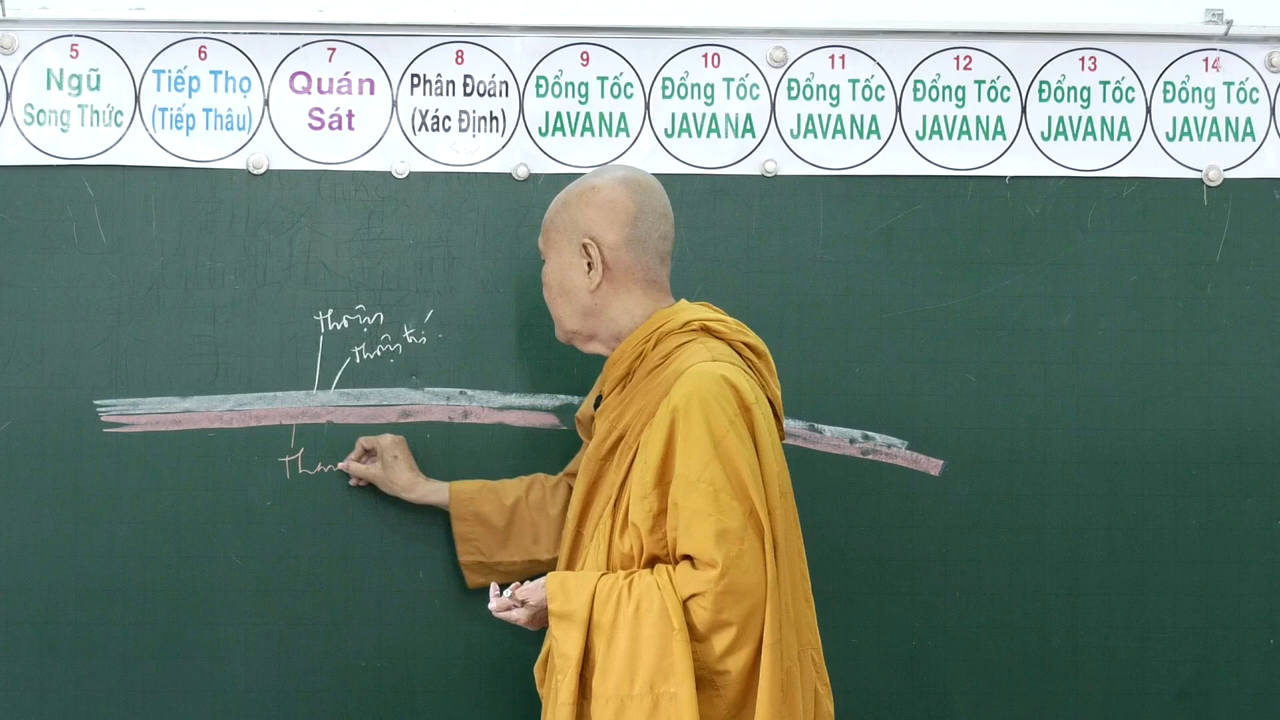 5
Ngũ
Song Thức
6
Tiếp Thọ
(Tiếp Thâu)
7
Quán
Sát
8
Phân Đoán
(Xác Định)
9
Đổng Tốc
JAVANA
10
Đổng Tốc
JAVANA
11
Đổng Tốc
JAVANA
12
Đổng Tốc
JAVANA
13
Đổng Tốc
JAVANA
14
Đổng Tốc
JAVANA